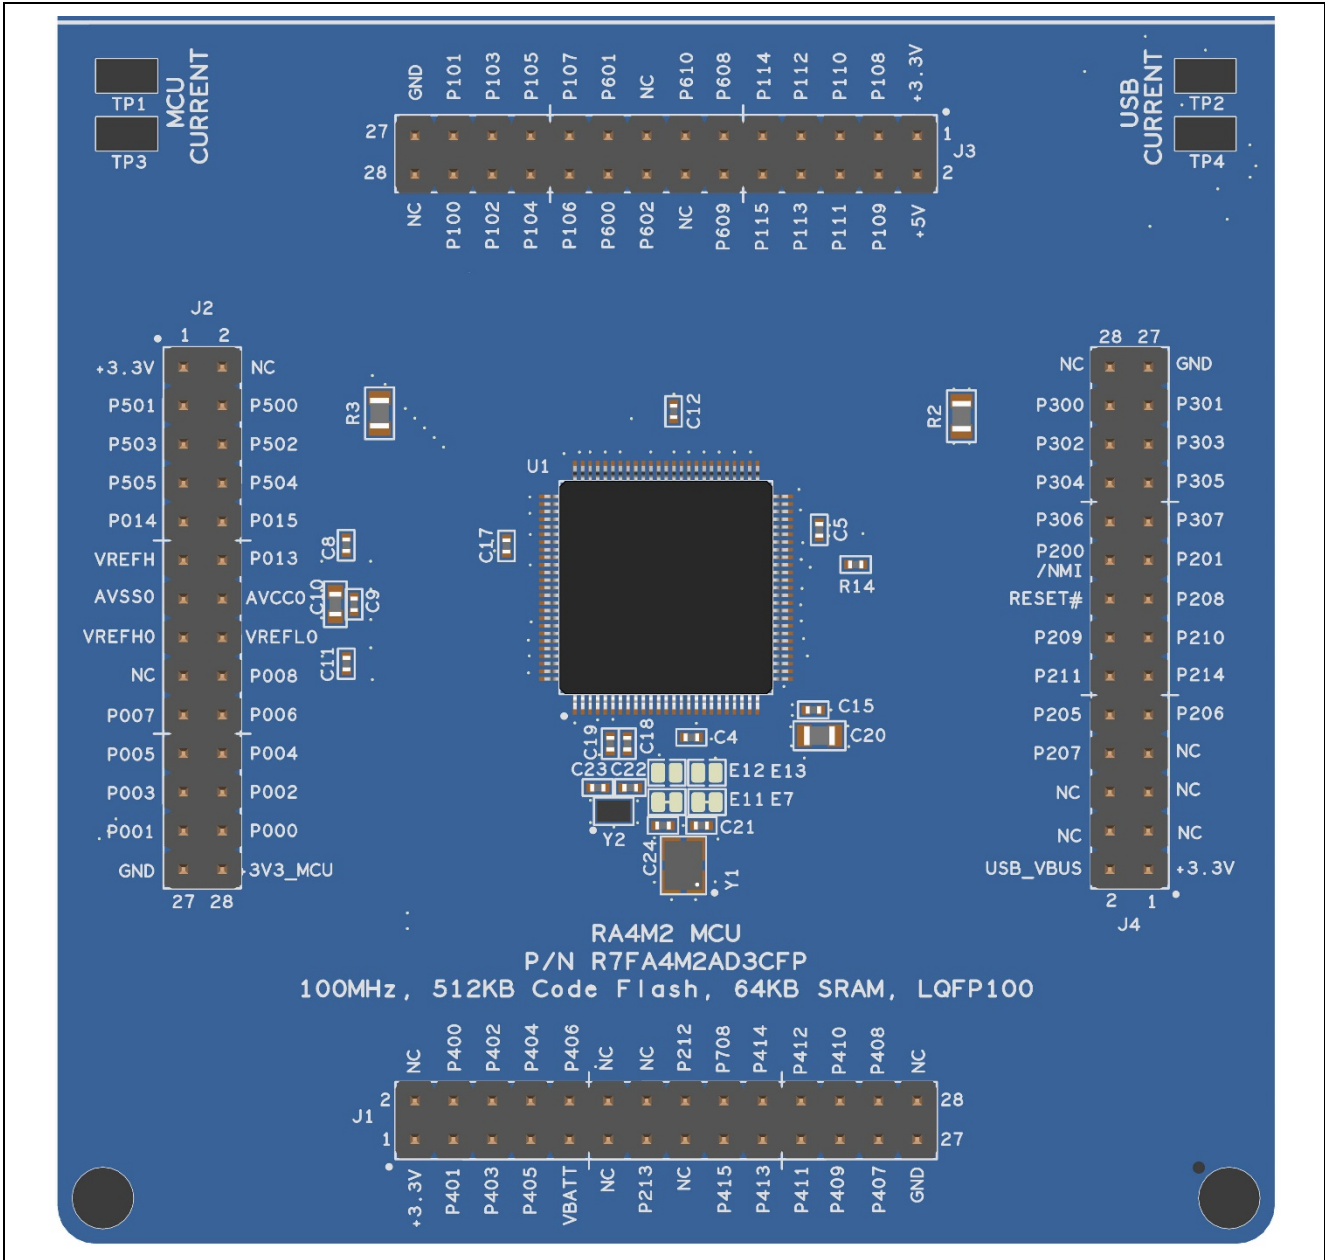 TP1
TP3
MCU
CURRENT
GND P101 P103 P105 P107 P601 NC P610 P608 P114 P112 P110 P108 +3.3V
27 1
J3
28 2
NC P100 P102 P104 P106 P600 P602 NC P609 P115 P113 P111 P109 +5V
USB
CURRENT
TP2
TP4
J2
1 2
+3.3V NC
P501 P500
P503 P502
P505 P504
P014 P015
VREFH P013
AVSS0 AVCC0
VREFH0 VREFL0
NC P008
P007 P006
P005 P004
P003 P002
P001 P000
GND 3V3_MCU
27 28
R3
C12
R2
U1
C17
C5
R14
C8
C10
C9
C11
C15
C20
C19
C18
C4
C23 C22
E12 E13
E11 E7
Y2
C21
C24
Y1
28 27
NC GND
P300 P301
P302 P303
P304 P305
P306 P307
P200
/NMI P201
RESET# P208
P209 P210
P211 P214
P205 P206
P207 NC
NC NC
NC NC
USB_VBUS +3.3V
2 1
J4
RA4M2 MCU
P/N R7FA4M2AD3CFP
100MHz, 512KB Code Flash, 64KB SRAM, LQFP100
NC P400 P402 P404 P406 NC NC P212 P708 P414 P412 P410 P408 NC
2 28
J1
1 27
+3.3V P401 P403 P405 VBATT NC P213 NC P415 P413 P411 P409 P407 GND